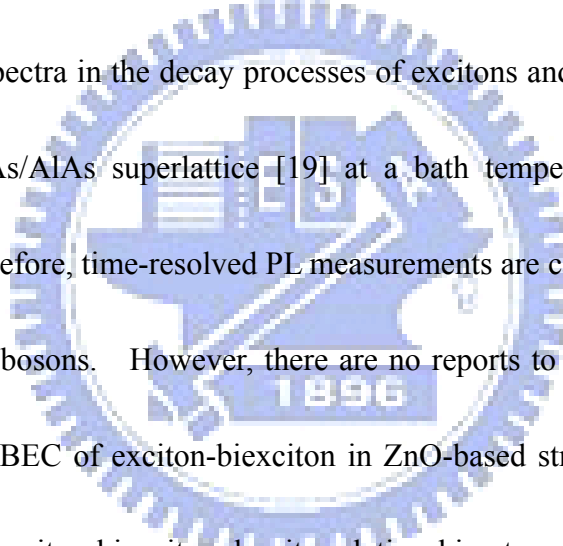 pectra in the decay processes of excitons and
As/AlAs superlattice [19] at a bath tempe
efore, time-resolved PL measurements are c
bosons. However, there are no reports to
BEC of exciton-biexciton in ZnO-based str
1896